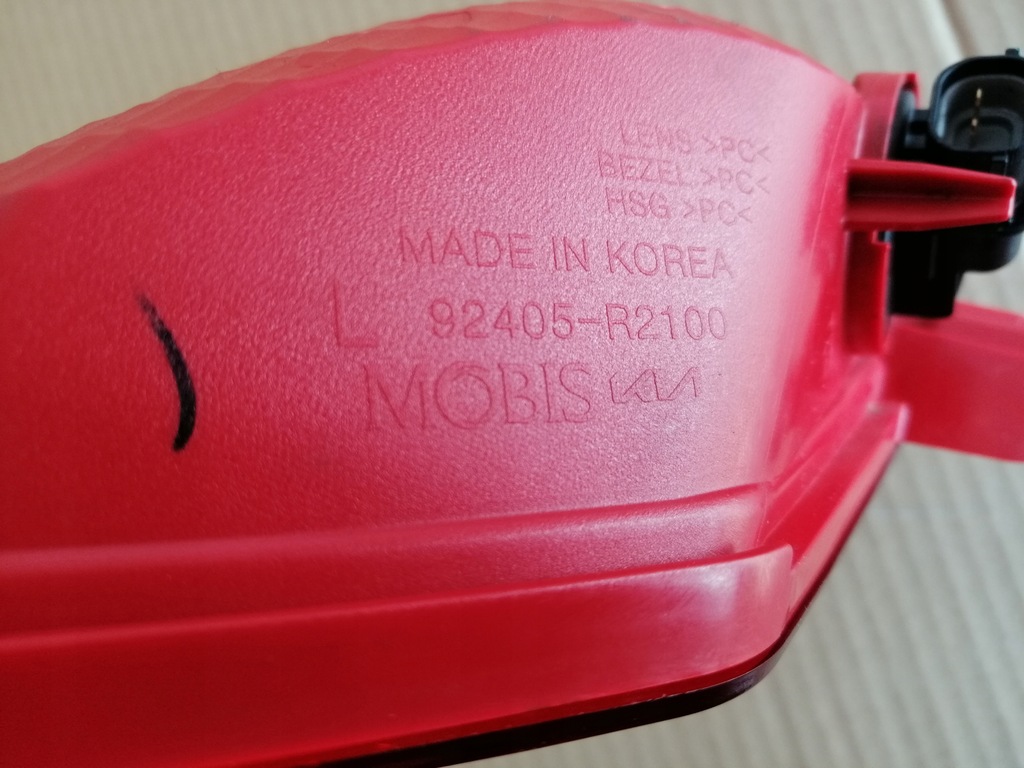 LENS >PC<
BEZEL >PC<
HSG >PC<
MADE IN KOREA
L 92405-R2100
MOBIS KIA